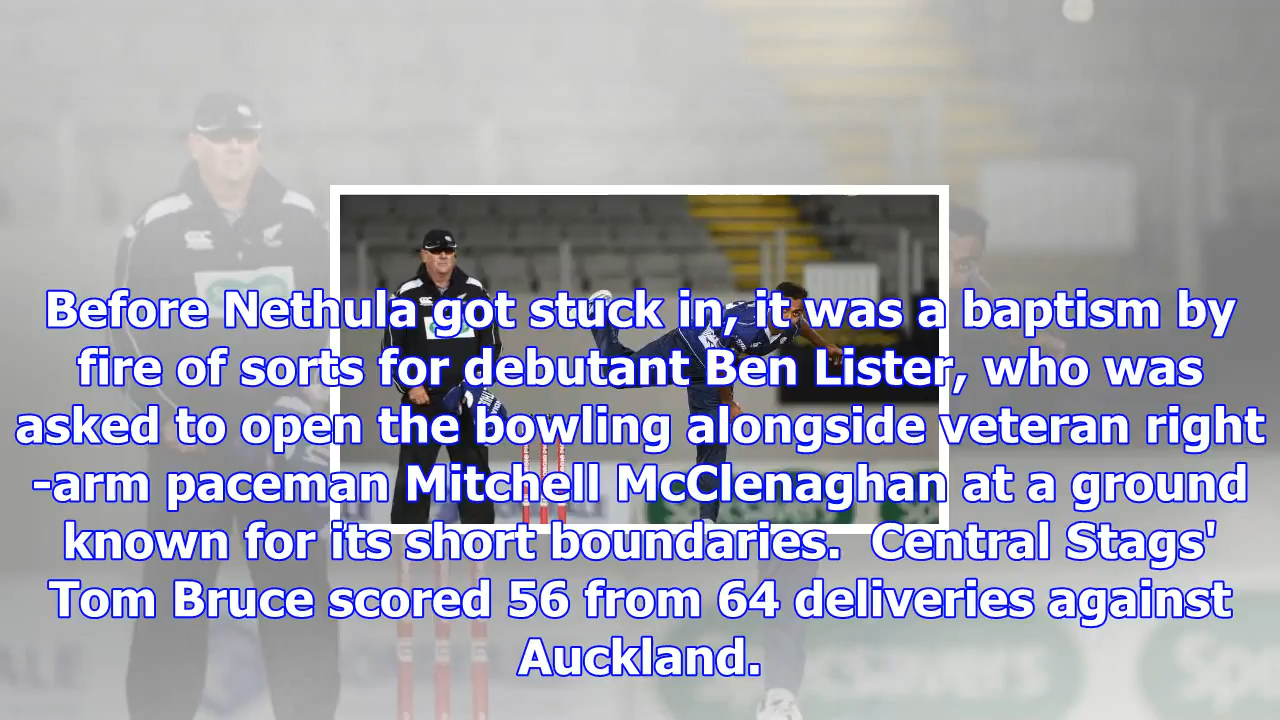 Before Nethula got stuck in, it was a baptism by
fire of sorts for debutant Ben Lister, who was
asked to open the bowling alongside veteran right
-arm paceman Mitchell McClenaghan at a ground
known for its short boundaries.  Central Stags'
Tom Bruce scored 56 from 64 deliveries against
Auckland.